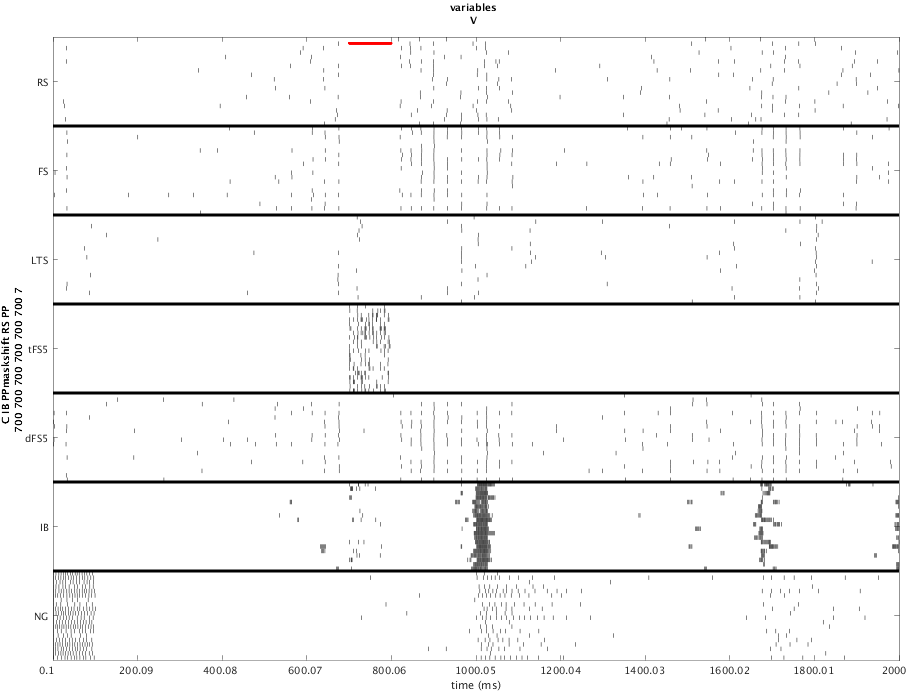 variables
V
RS
FS
LTS
tFS5
dFS5
IB
NG
C IB PPmaskshift RS PP
700 700 700 700 700 700 7
0.1 200.09 400.08 600.07 800.06 1000.05 1200.04 1400.03 1600.02 1800.01 2000
time (ms)